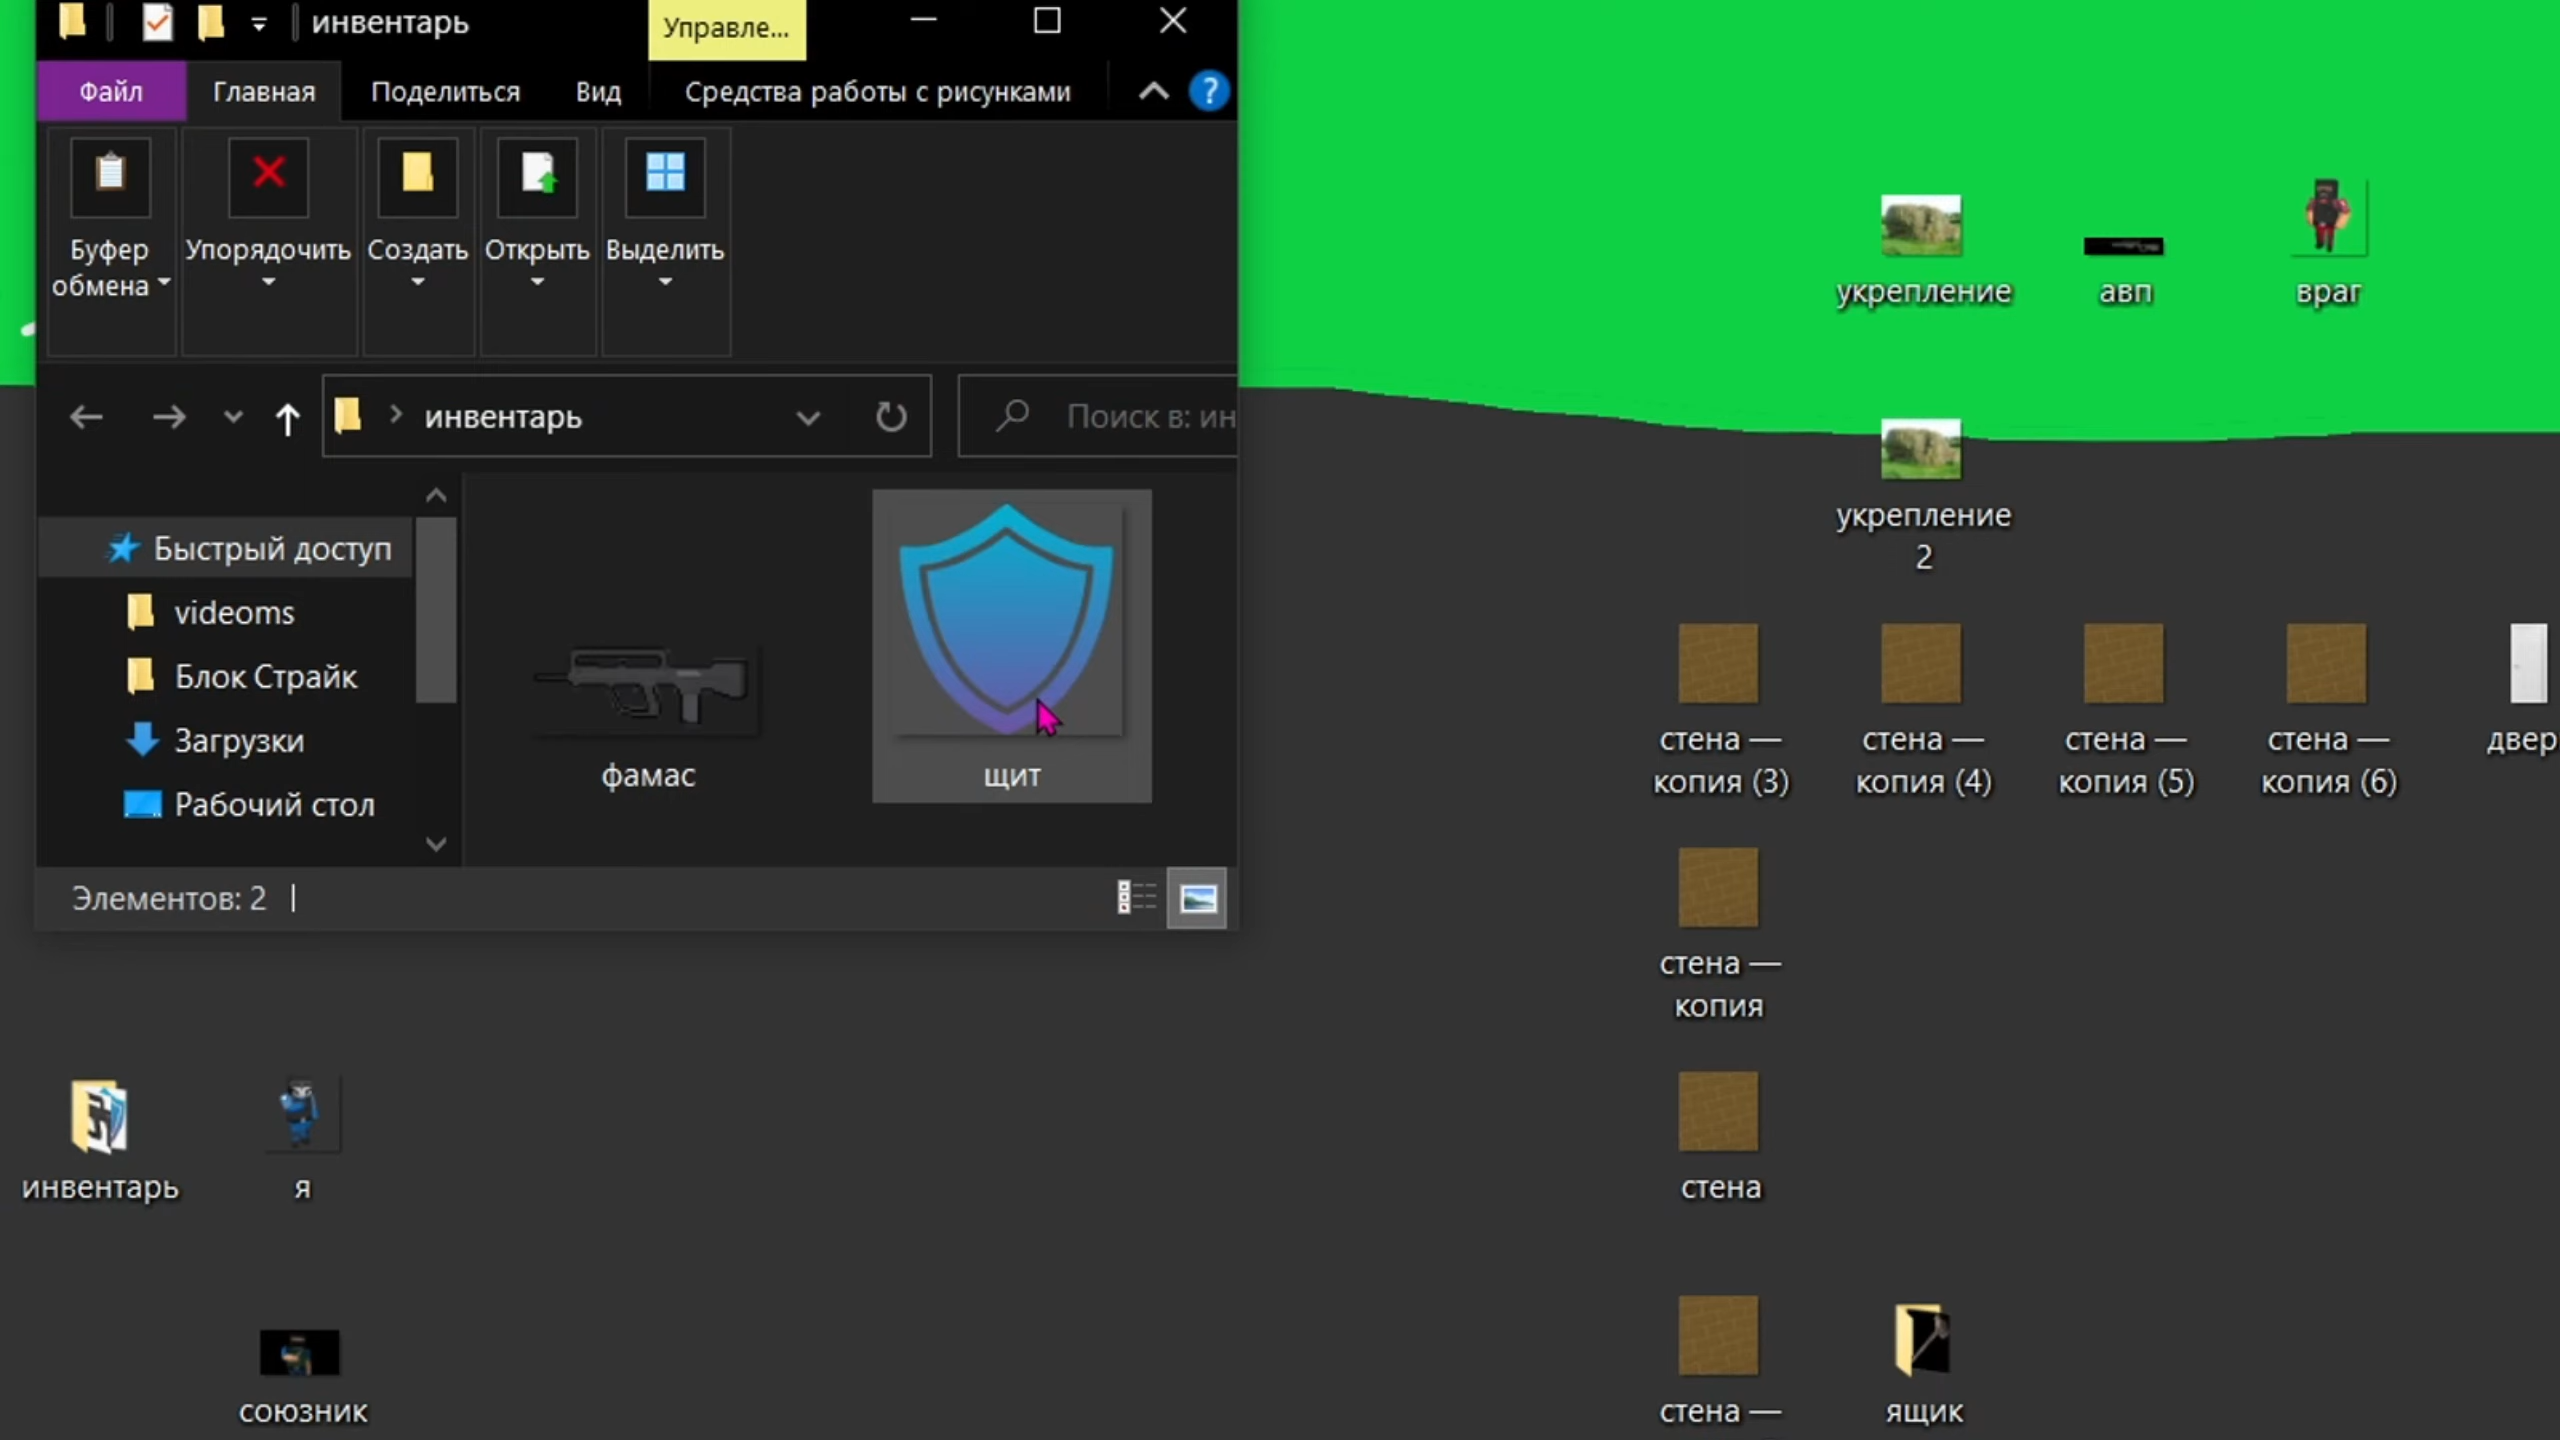 инвентарь
Управле...
Файл
Главная
Поделиться
Вид
Средства работы с рисунками
?
Буфер
обмена
Упорядочить
Создать
Открыть
Выделить
инвентарь
Поиск в: ин
Быстрый доступ
videoms
Блок Страйк
Загрузки
Рабочий стол
фамас
щит
Элементов: 2
укрепление
авп
враг
укрепление
2
стена —
копия (3)
стена —
копия (4)
стена —
копия (5)
стена —
копия (6)
двер
стена —
копия
инвентарь
я
стена
союзник
стена —
ящик